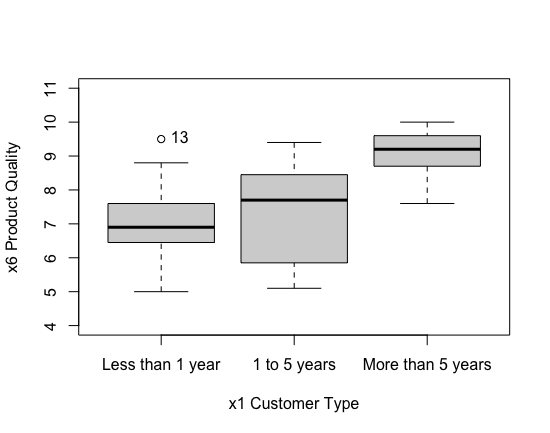 11
10
9
8
7
6
5
4
x6 Product Quality
13
Less than 1 year
1 to 5 years
More than 5 years
x1 Customer Type